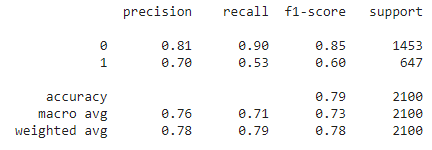 precision recall f1-score support
0 0.81 0.90 0.85 1453
1 0.70 0.53 0.60 647
accuracy 0.79 2100
macro avg 0.76 0.71 0.73 2100
weighted avg 0.78 0.79 0.78 2100